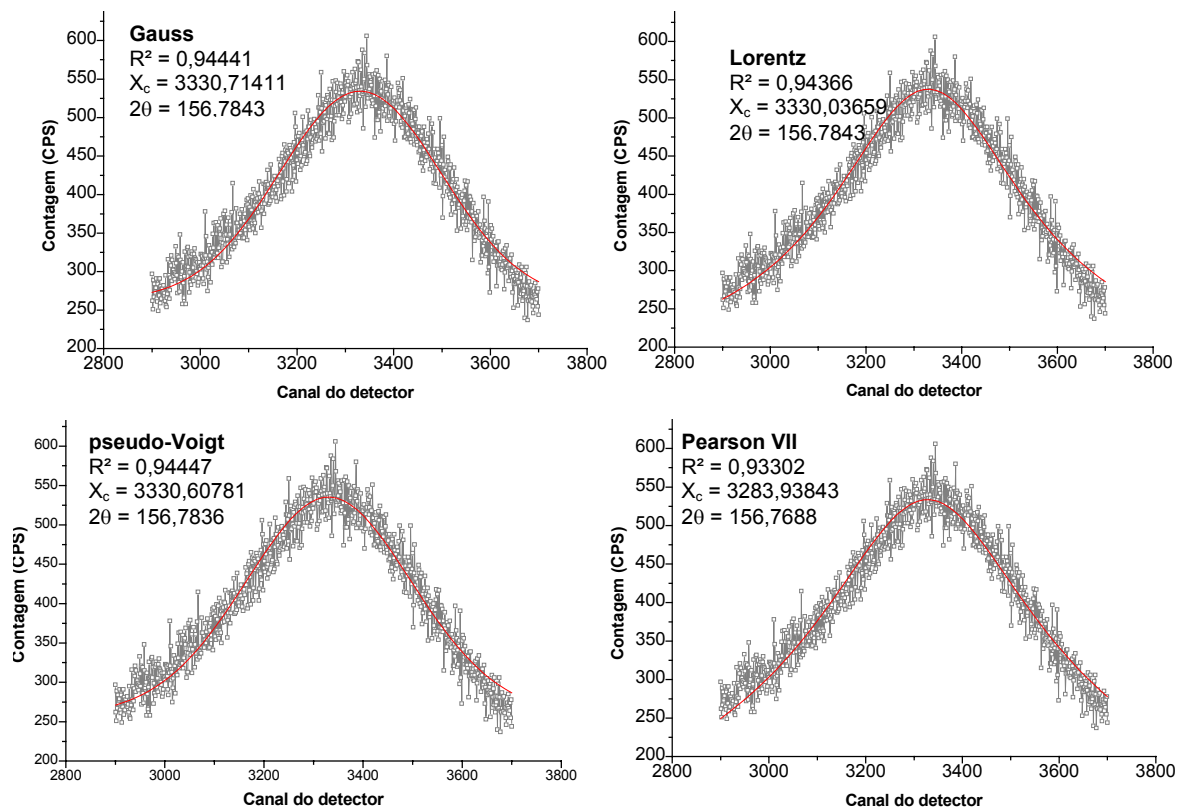 Gauss
R² = 0,94441
Xc = 3330,71411
2θ = 156,7843
600
550
500
450
400
350
300
250
200
Contagem (CPS)
2800 3000 3200 3400 3600 3800
Canal do detector
Lorentz
R² = 0,94366
Xc = 3330,03659
2θ = 156,7843
600
550
500
450
400
350
300
250
200
Contagem (CPS)
2800 3000 3200 3400 3600 3800
Canal do detector
pseudo-Voigt
R² = 0,94447
Xc = 3330,60781
2θ = 156,7836
600
550
500
450
400
350
300
250
200
Contagem (CPS)
2800 3000 3200 3400 3600 3800
Canal do detector
Pearson VII
R² = 0,93302
Xc = 3283,93843
2θ = 156,7688
600
550
500
450
400
350
300
250
200
Contagem (CPS)
2800 3000 3200 3400 3600 3800
Canal do detector